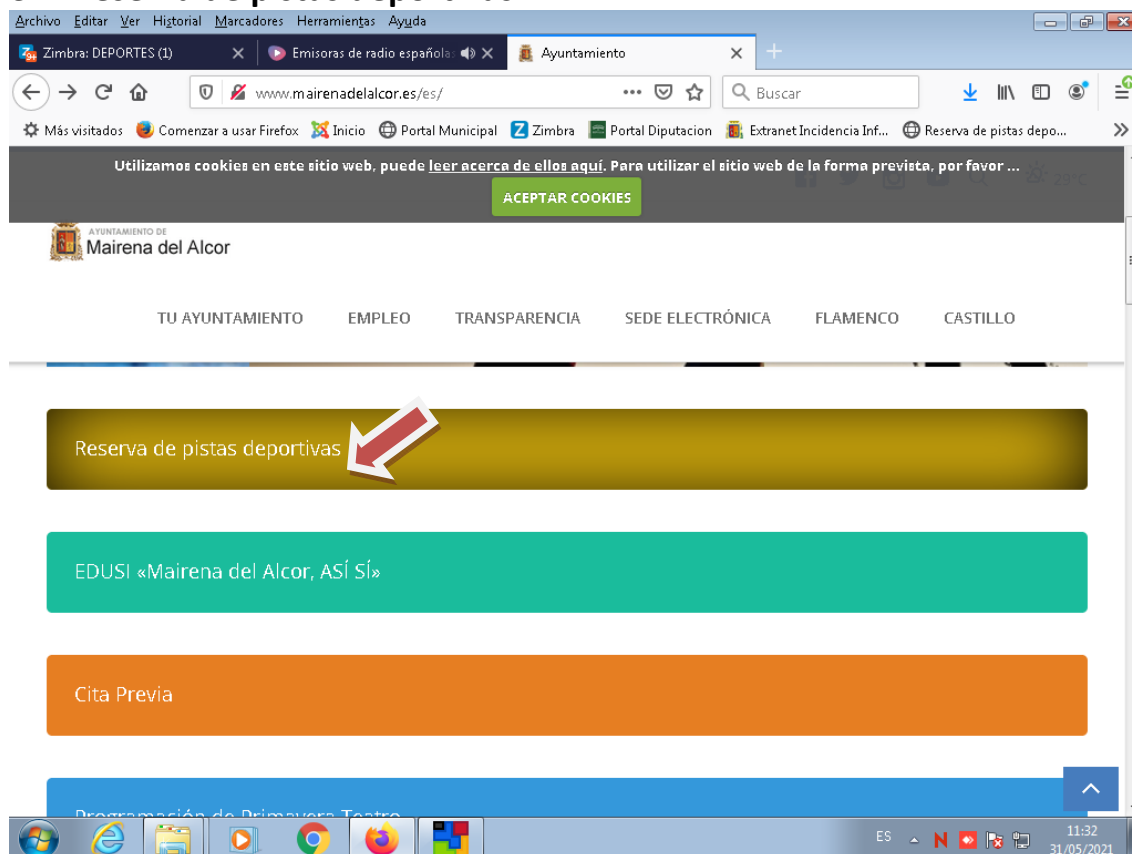 Archivo Editar Ver Historial Marcadores Herramientas Ayuda
Zimbra: DEPORTES (1)
Emisoras de radio española:
Ayuntamiento
www.mairenadelalcor.es/es/
Buscar
Más visitados Comenzar a usar Firefox Inicio Portal Municipal Zimbra Portal Diputacion Extranet Incidencia Inf... Reserva de pistas depo...
Utilizamos cookies en este sitio web, puede leer acerca de ellos aquí. Para utilizar el sitio web de la forma prevista, por favor ...
ACEPTAR COOKIES
23°C
AYUNTAMIENTO DE
Mairena del Alcor
TU AYUNTAMIENTO EMPLEO TRANSPARENCIA SEDE ELECTRÓNICA FLAMENCO CASTILLO
Reserva de pistas deportivas
EDUSI «Mairena del Alcor, ASÍ SÍ»
Cita Previa
Programación de Primavera Teatro
ES
11:32
31/05/2021